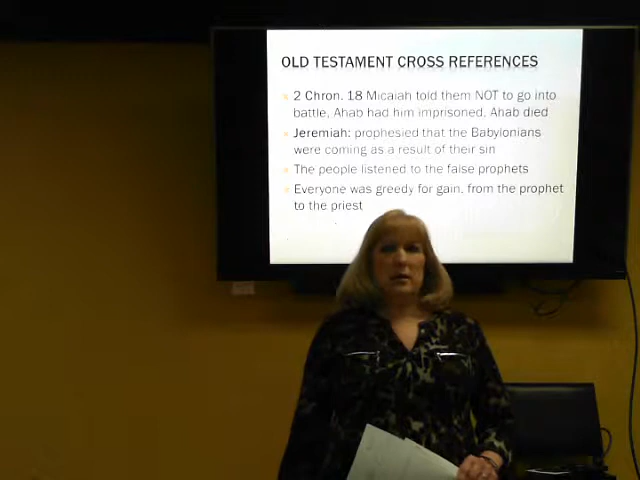 OLD TESTAMENT CROSS REFERENCES
2 Chron. 18 Micaiah told them NOT to go into
battle, Ahab had him imprisoned, Ahab died
Jeremiah: prophesied that the Babylonians
were coming as a result of their sin
The people listened to the false prophets
Everyone was greedy for gain, from the prophet
to the priest